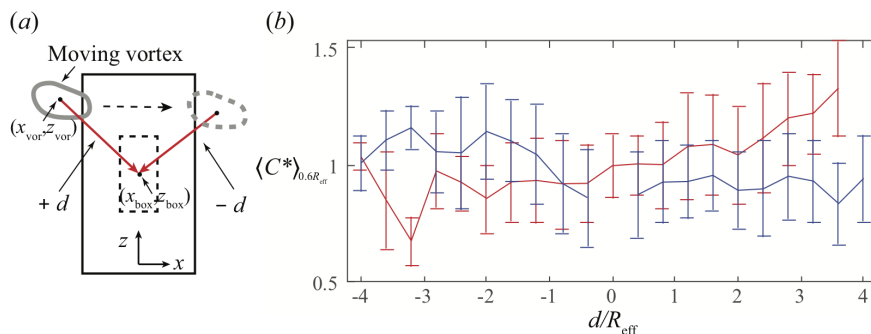 (a)
Moving vortex
(x_vor, z_vor)
(x_box, z_box)
+ d
− d
z
x
(b)
1.5
⟨C*⟩_0.6R_eff
1
0.5
-4
-3
-2
-1
0
1
2
3
4
d/R_eff